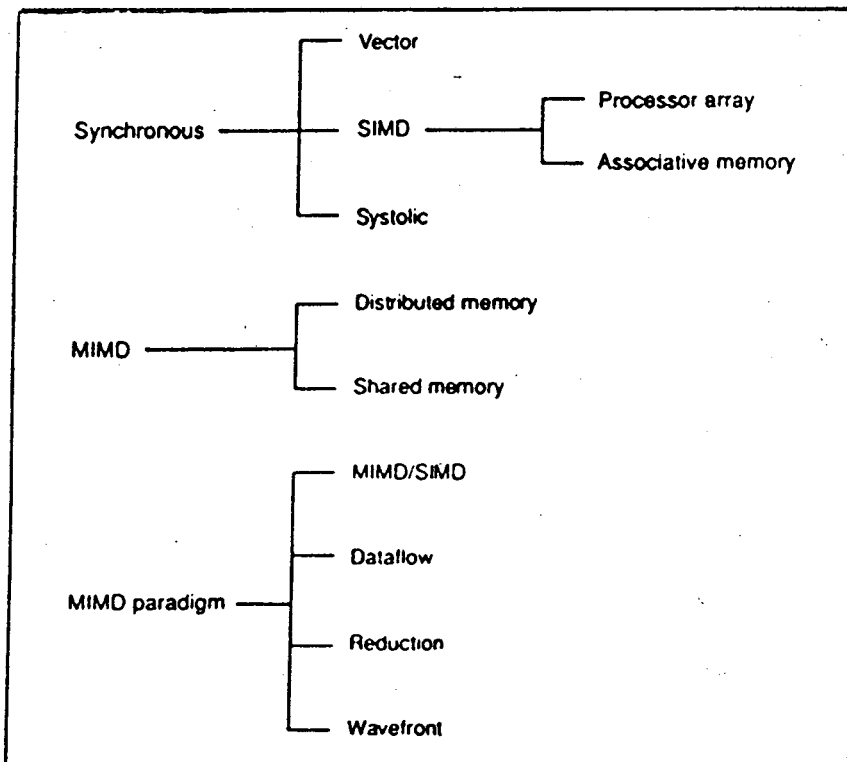 Vector
Processor array
Synchronous
SIMD
Associative memory
Systolic
Distributed memory
MIMD
Shared memory
MIMD/SIMD
Dataflow
MIMD paradigm
Reduction
Wavefront